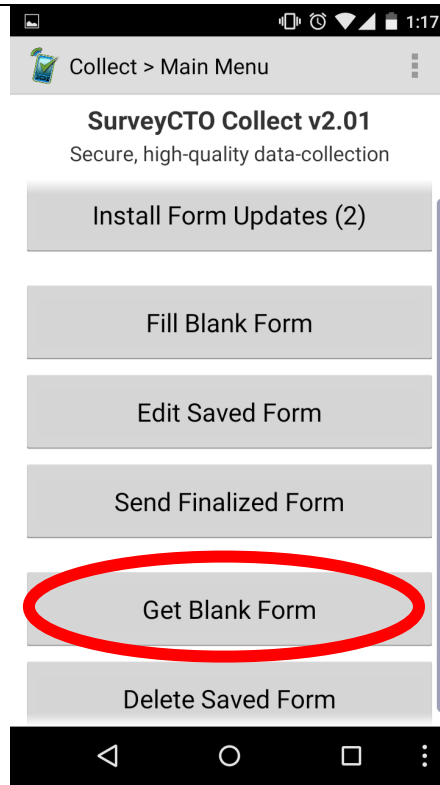 1:17
Collect > Main Menu
SurveyCTO Collect v2.01
Secure, high-quality data-collection
Install Form Updates (2)
Fill Blank Form
Edit Saved Form
Send Finalized Form
Get Blank Form
Delete Saved Form